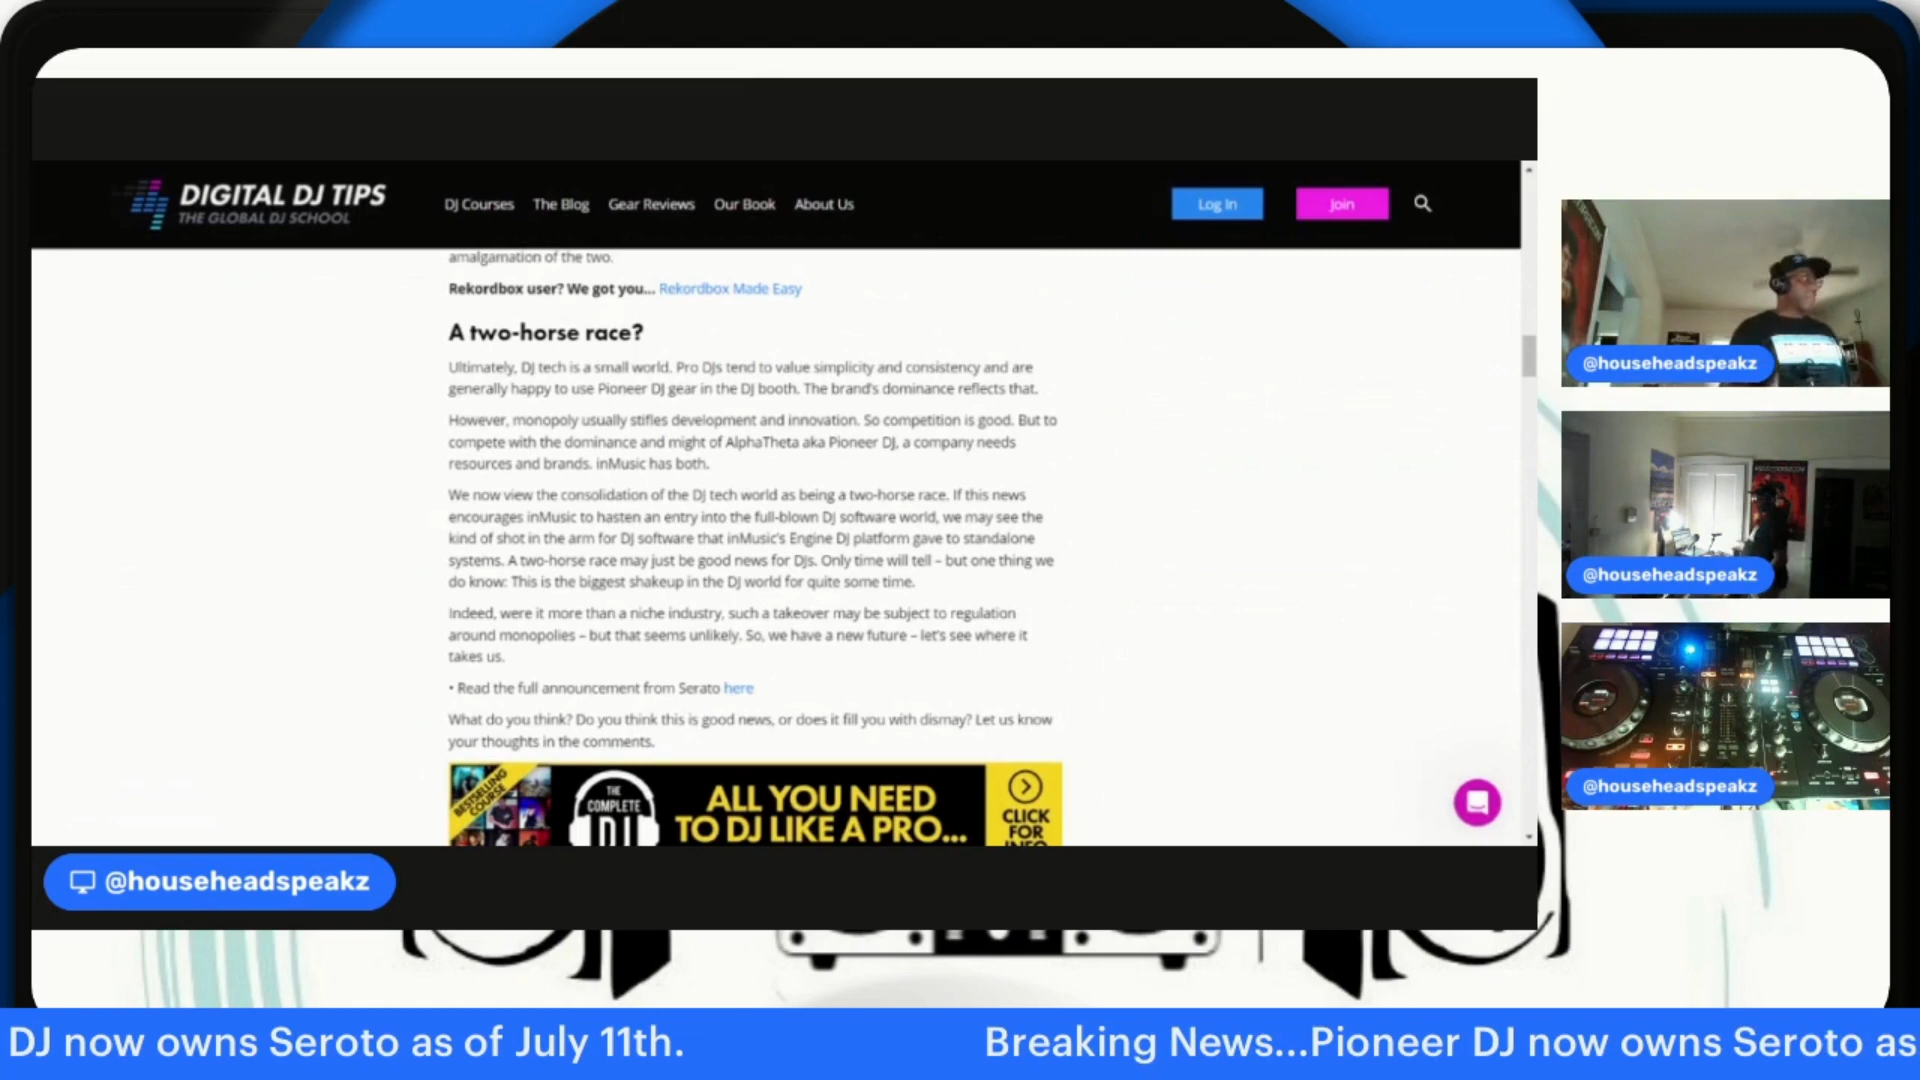 DIGITAL DJ TIPS
THE GLOBAL DJ SCHOOL
DJ Courses The Blog Gear Reviews Our Book About Us
Log In
Join
amalgamation of the two.
Rekordbox user? We got you... Rekordbox Made Easy
A two-horse race?
Ultimately, DJ tech is a small world. Pro DJs tend to value simplicity and consistency and are
generally happy to use Pioneer DJ gear in the DJ booth. The brand's dominance reflects that.
However, monopoly usually stifles development and innovation. So competition is good. But to
compete with the dominance and might of AlphaTheta aka Pioneer DJ, a company needs
resources and brands. inMusic has both.
We now view the consolidation of the DJ tech world as being a two-horse race. If this news
encourages inMusic to hasten an entry into the full-blown DJ software world, we may see the
kind of shot in the arm for DJ software that inMusic's Engine DJ platform gave to standalone
systems. A two-horse race may just be good news for DJs. Only time will tell – but one thing we
do know: This is the biggest shakeup in the DJ world for quite some time.
Indeed, were it more than a niche industry, such a takeover may be subject to regulation
around monopolies – but that seems unlikely. So, we have a new future – let's see where it
takes us.
• Read the full announcement from Serato here
What do you think? Do you think this is good news, or does it fill you with dismay? Let us know
your thoughts in the comments.
BESTSELLING
COURSE
THE
COMPLETE
DJ
ALL YOU NEED
TO DJ LIKE A PRO...
CLICK
FOR
INFO
@househeadspeakz
@househeadspeakz
@househeadspeakz
@househeadspeakz
DJ now owns Seroto as of July 11th. Breaking News...Pioneer DJ now owns Seroto as